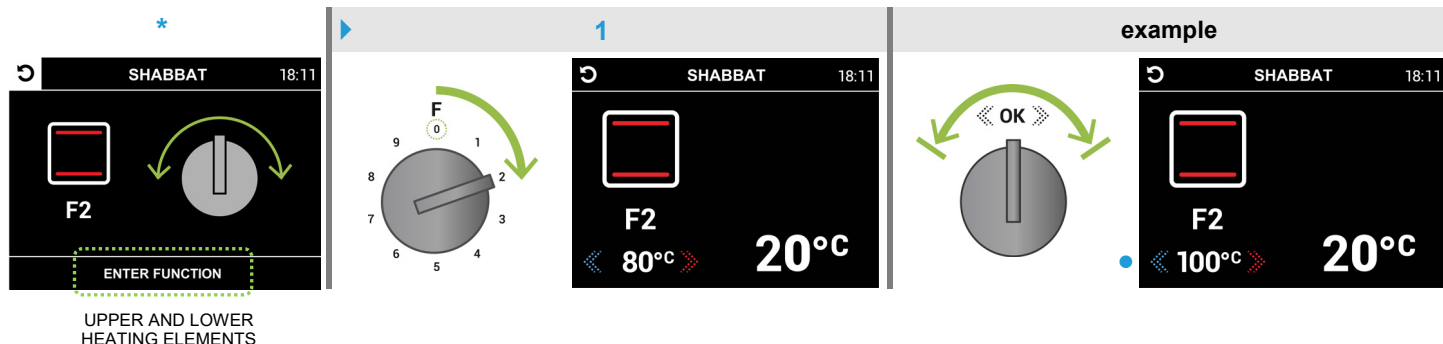 *
1
example
SHABBAT 18:11
F2
ENTER FUNCTION
UPPER AND LOWER
HEATING ELEMENTS
F
0
1
2
3
4
5
6
7
8
9
SHABBAT 18:11
F2
80°C
20°C
OK
SHABBAT 18:11
F2
100°C
20°C